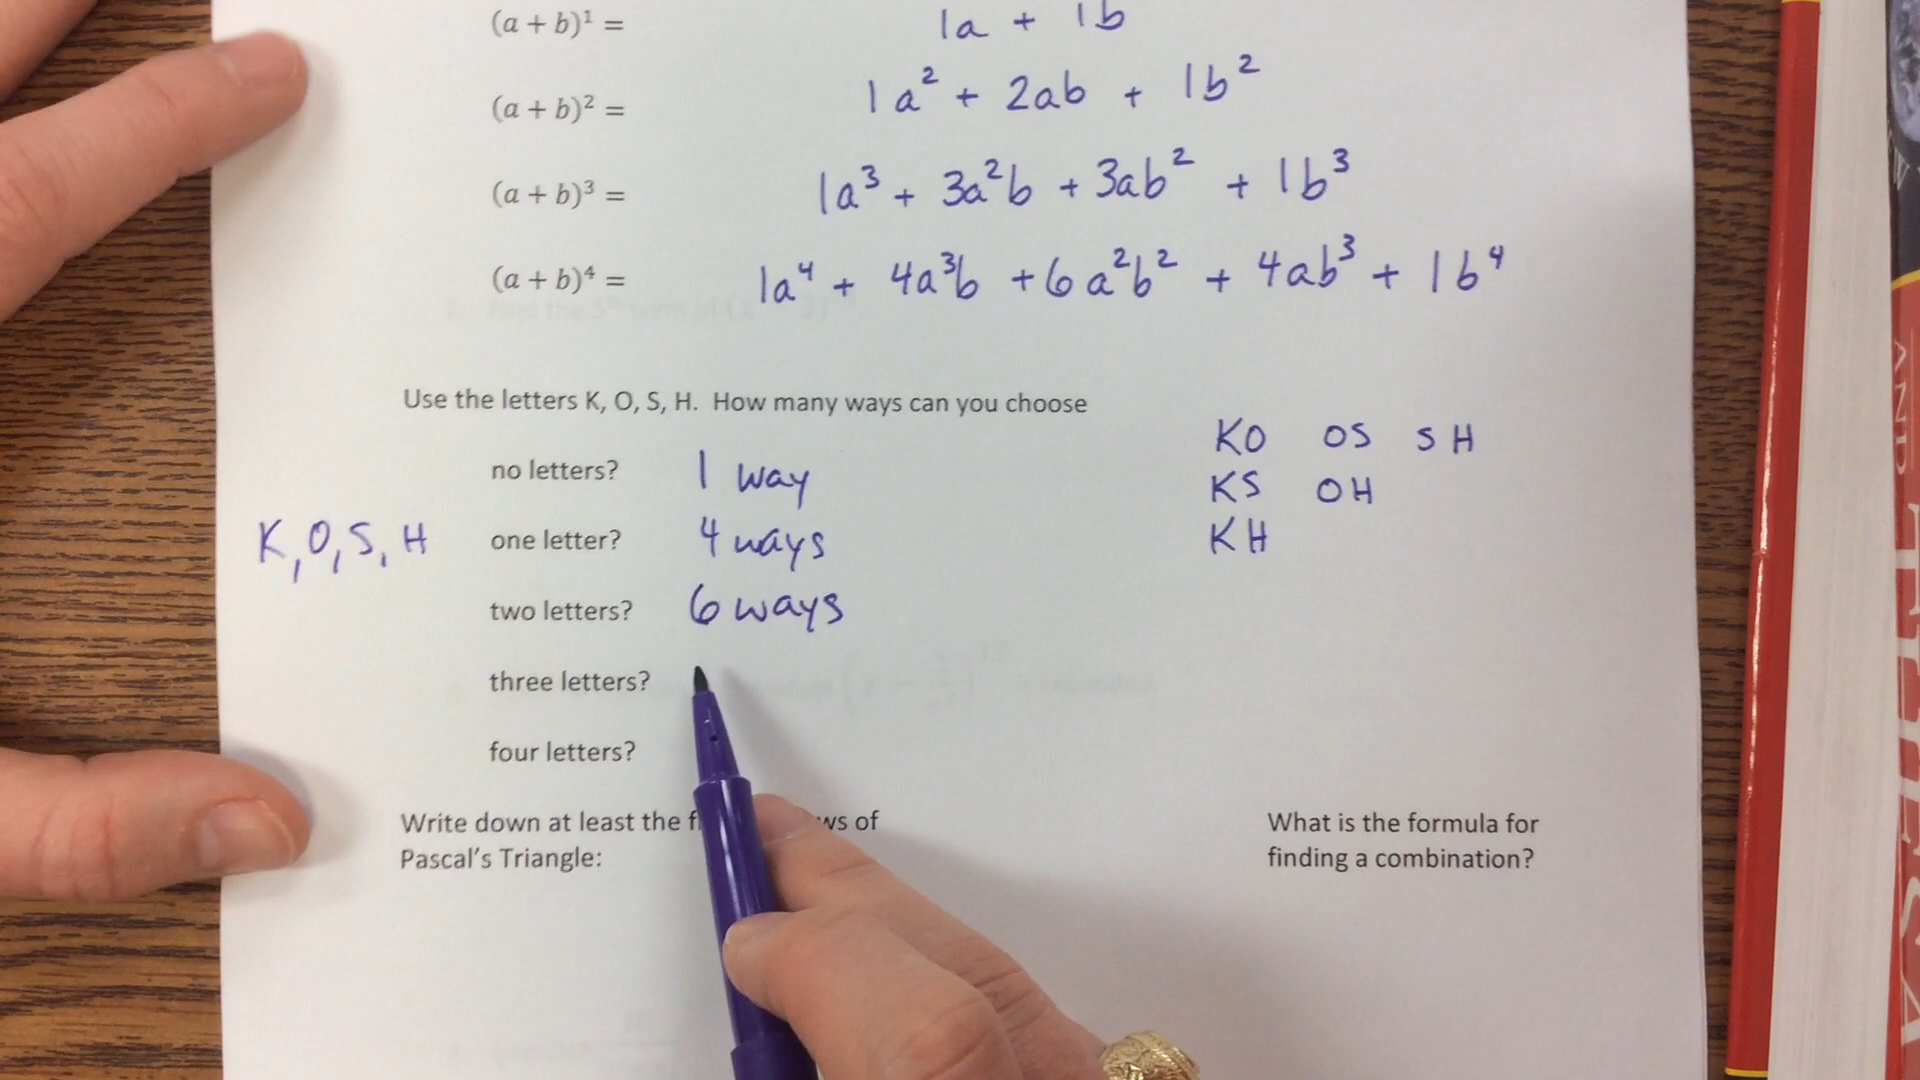 (a + b)¹ = 1a + 1b
(a + b)² = 1a² + 2ab + 1b²
(a + b)³ = 1a³ + 3a²b + 3ab² + 1b³
(a + b)⁴ = 1a⁴ + 4a³b + 6a²b² + 4ab³ + 1b⁴
Use the letters K, O, S, H. How many ways can you choose
KO OS SH
no letters? 1 way
KS OH
K, O, S, H one letter? 4 ways
KH
two letters? 6 ways
three letters?
four letters?
Write down at least the
Pascal's Triangle:
What is the formula for
finding a combination?
AND